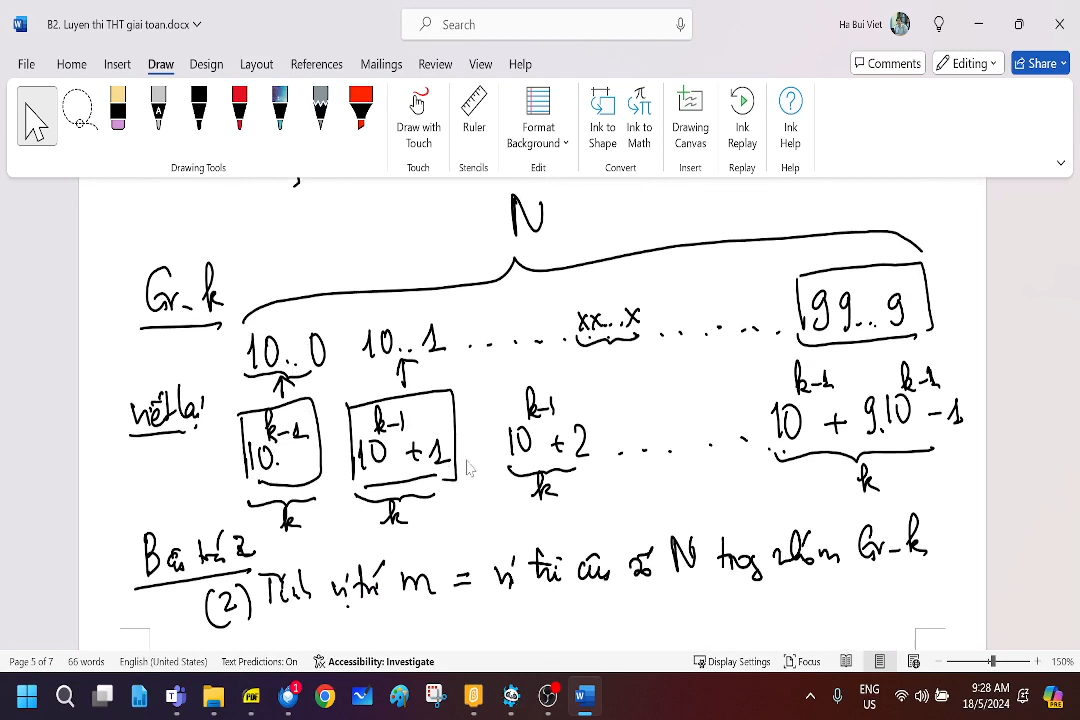 B2. Luyen thi THT giai toan.docx
Search
Ha Bui Viet
File Home Insert Draw Design Layout References Mailings Review View Help
Comments Editing Share
Draw with Touch
Ruler
Format Background
Ink to Shape
Ink to Math
Drawing Canvas
Ink Replay
Ink Help
Drawing Tools Touch Stencils Edit Convert Insert Replay Help
N
Gr_k
10..0 10..1 ..... xx...x ....... 99...9
viết lại
10^{k-1} 10^{k-1}+1 10^{k-1}+2 ..... 10^{k-1} + 9.10^{k-1} - 1
k k k k
Bài toán 2
(2) Tính vị trí m = vị trí của số N trong nhóm Gr_k
Page 5 of 7 66 words English (United States) Text Predictions: On Accessibility: Investigate Display Settings Focus 150%
1 PDF ENG US 9:28 AM 18/5/2024 PRE